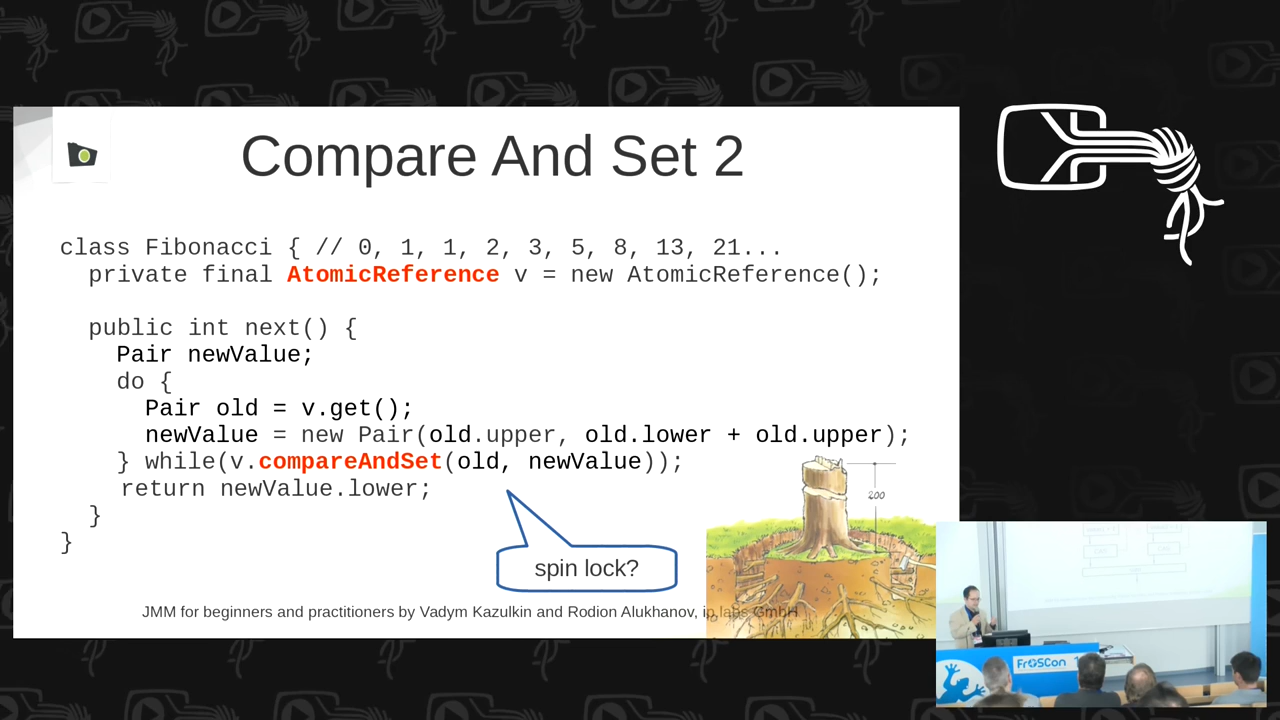 Compare And Set 2
class Fibonacci { // 0, 1, 1, 2, 3, 5, 8, 13, 21...
private final AtomicReference v = new AtomicReference();
public int next() {
Pair newValue;
do {
Pair old = v.get();
newValue = new Pair(old.upper, old.lower + old.upper);
} while(v.compareAndSet(old, newValue));
return newValue.lower;
}
}
200
spin lock?
JMM for beginners and practitioners by Vadym Kazulkin and Rodion Alukhanov, ip.labs GmbH
FrOSCon